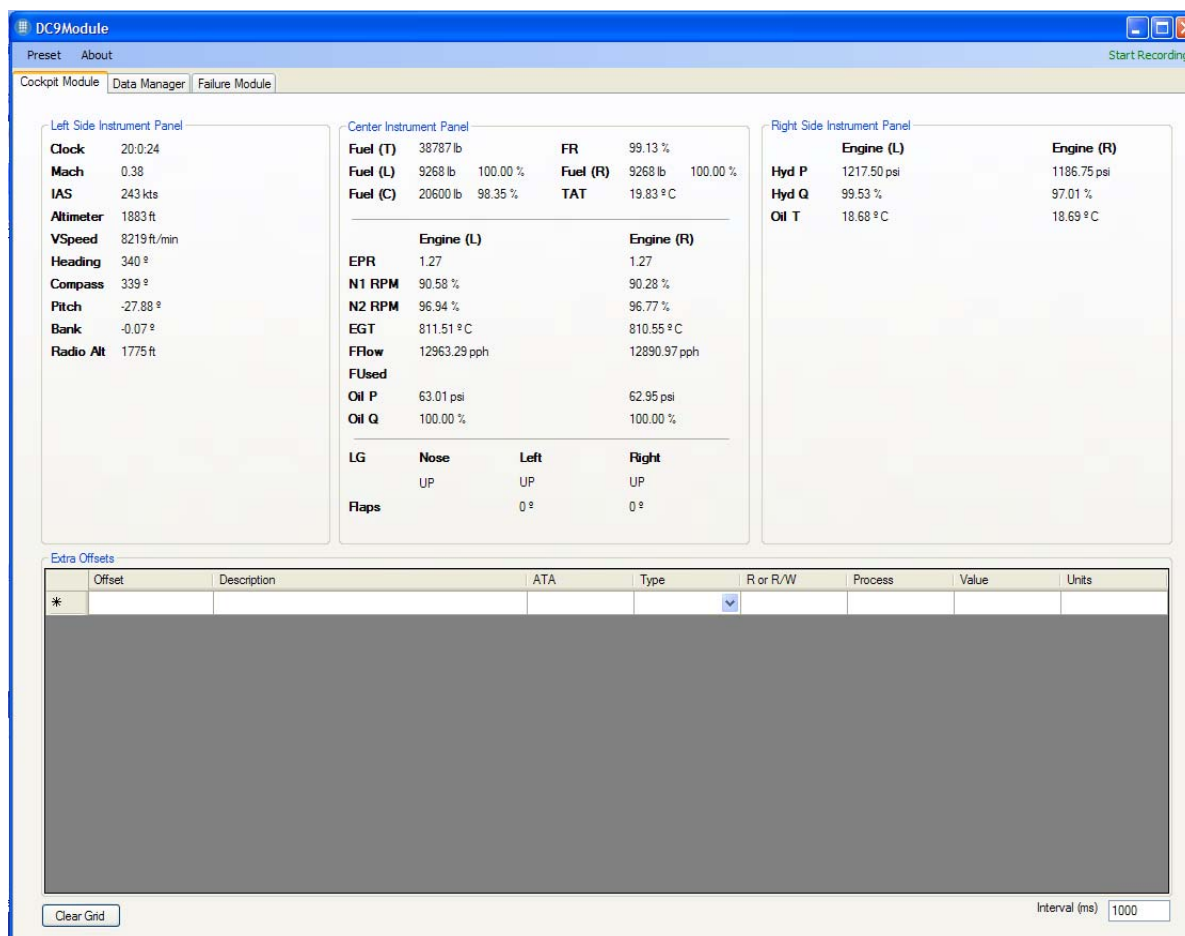 DC9Module
Preset About Start Recording
Cockpit Module Data Manager Failure Module
Left Side Instrument Panel
Clock 20:0:24
Mach 0.38
IAS 243 kts
Altimeter 1883 ft
VSpeed 8219 ft/min
Heading 340 º
Compass 339 º
Pitch -27.88 º
Bank -0.07 º
Radio Alt 1775 ft
Center Instrument Panel
Fuel (T) 38787 lb FR 99.13 %
Fuel (L) 9268 lb 100.00 % Fuel (R) 9268 lb 100.00 %
Fuel (C) 20600 lb 98.35 % TAT 19.83 º C
Engine (L) Engine (R)
EPR 1.27 1.27
N1 RPM 90.58 % 90.28 %
N2 RPM 96.94 % 96.77 %
EGT 811.51 º C 810.55 º C
FFlow 12963.29 pph 12890.97 pph
FUsed
Oil P 63.01 psi 62.95 psi
Oil Q 100.00 % 100.00 %
LG Nose Left Right
UP UP UP
Flaps 0 º 0 º
Right Side Instrument Panel
Engine (L) Engine (R)
Hyd P 1217.50 psi 1186.75 psi
Hyd Q 99.53 % 97.01 %
Oil T 18.68 º C 18.69 º C
Extra Offsets
Offset Description ATA Type R or R/W Process Value Units
Clear Grid Interval (ms) 1000